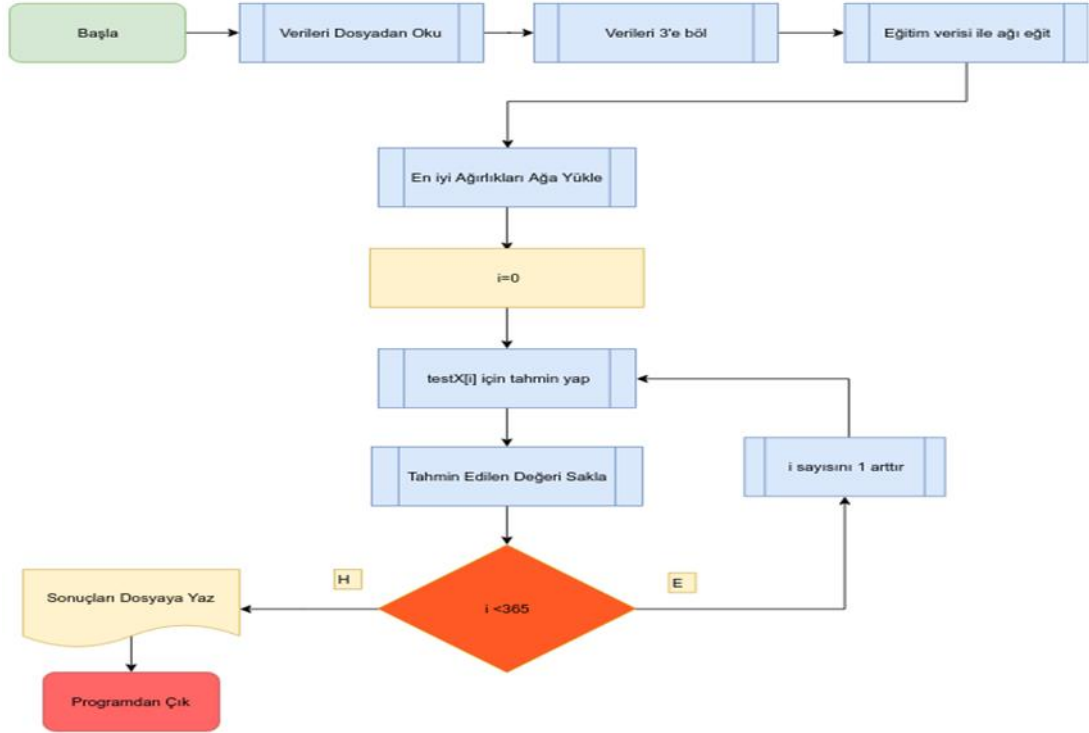 Başla
Verileri Dosyadan Oku
Verileri 3'e böl
Eğitim verisi ile ağı eğit
En iyi Ağırlıkları Ağa Yükle
i=0
testX[i] için tahmin yap
i sayısını 1 arttır
Tahmin Edilen Değeri Sakla
H
E
i <365
Sonuçları Dosyaya Yaz
Programdan Çık